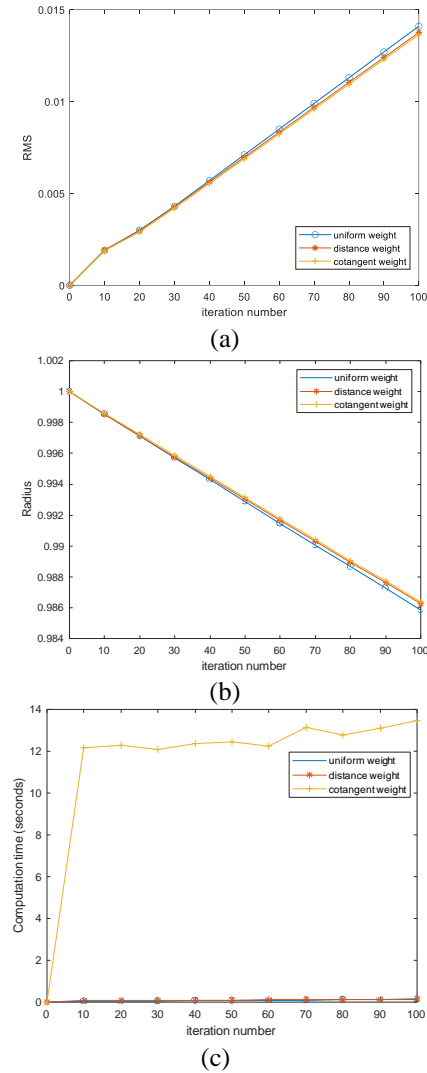 0.015
0.01
0.005
0
RMS
uniform weight
distance weight
cotangent weight
0 10 20 30 40 50 60 70 80 90 100
iteration number
(a)
1.002
1
0.998
0.996
0.994
0.992
0.99
0.988
0.986
0.984
Radius
uniform weight
distance weight
cotangent weight
0 10 20 30 40 50 60 70 80 90 100
iteration number
(b)
14
12
10
8
6
4
2
0
Computation time (seconds)
uniform weight
distance weight
cotangent weight
0 10 20 30 40 50 60 70 80 90 100
iteration number
(c)